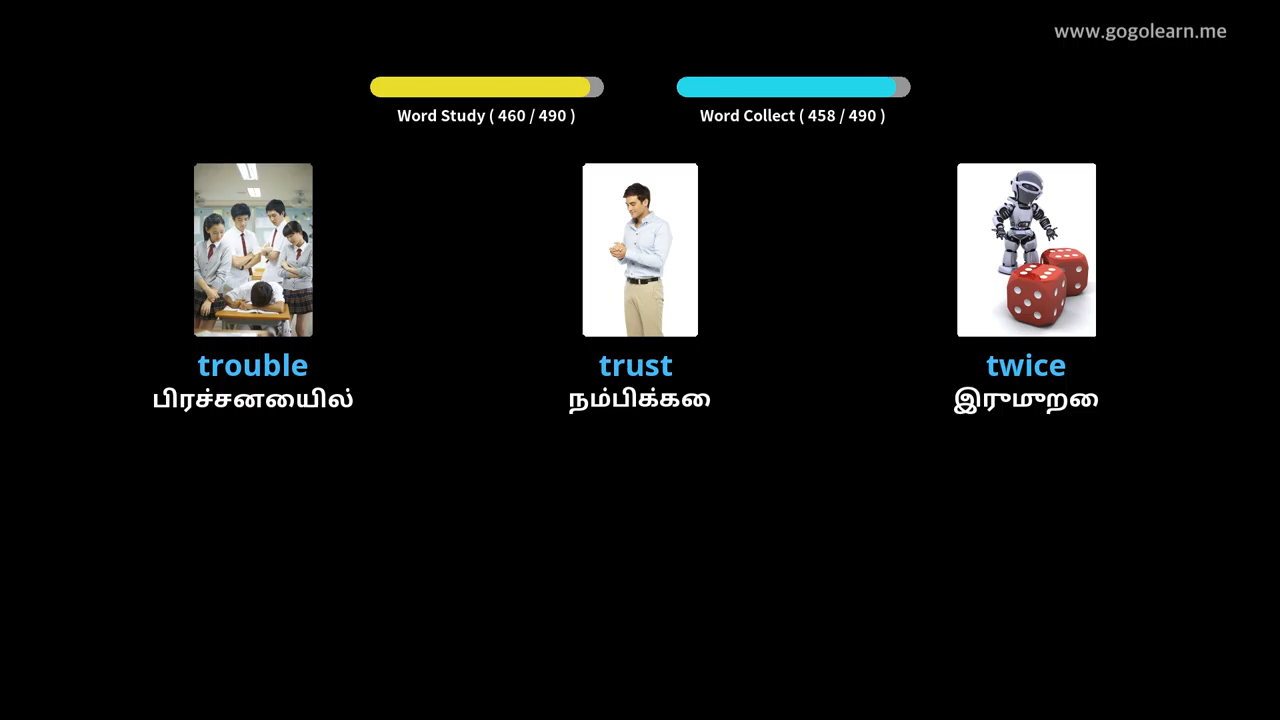 www.gogolearn.me
Word Study ( 460 / 490 )
Word Collect ( 458 / 490 )
trouble
பிரச்சனையில்
trust
நம்பிக்கை
twice
இருமுறை